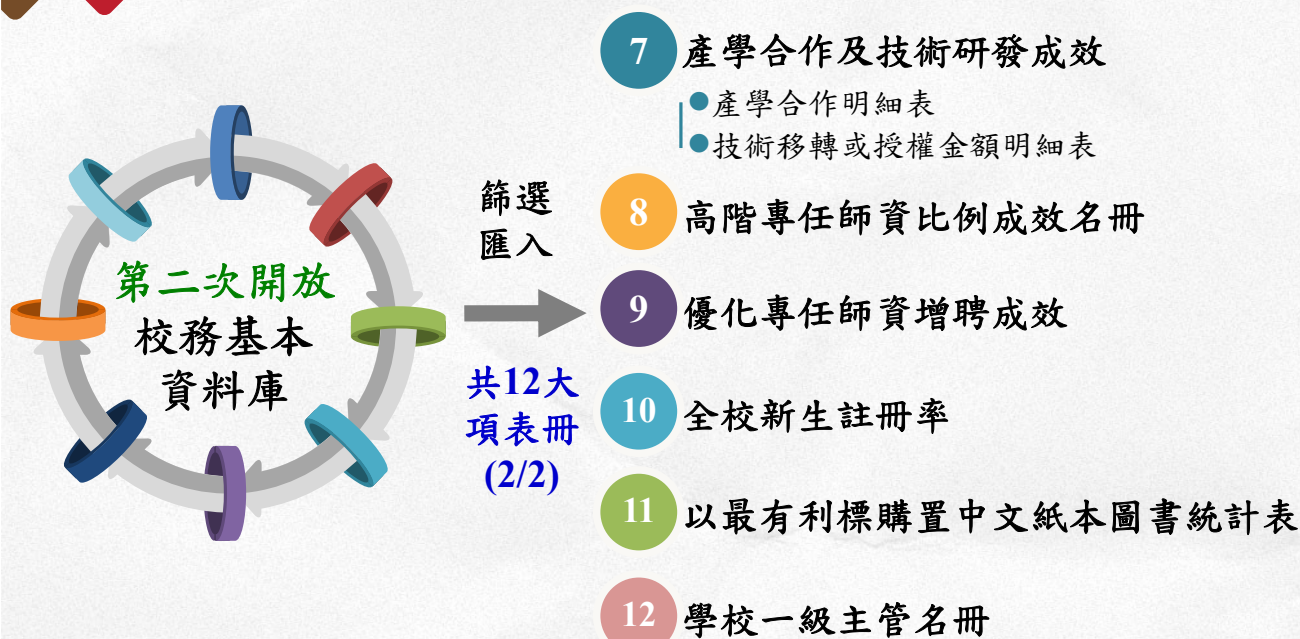 第二次開放
校務基本
資料庫
篩選
匯入
共12大
項表冊
(2/2)
7 產學合作及技術研發成效
●產學合作明細表
●技術移轉或授權金額明細表
8 高階專任師資比例成效名冊
9 優化專任師資增聘成效
10 全校新生註冊率
11 以最有利標購置中文紙本圖書統計表
12 學校一級主管名冊